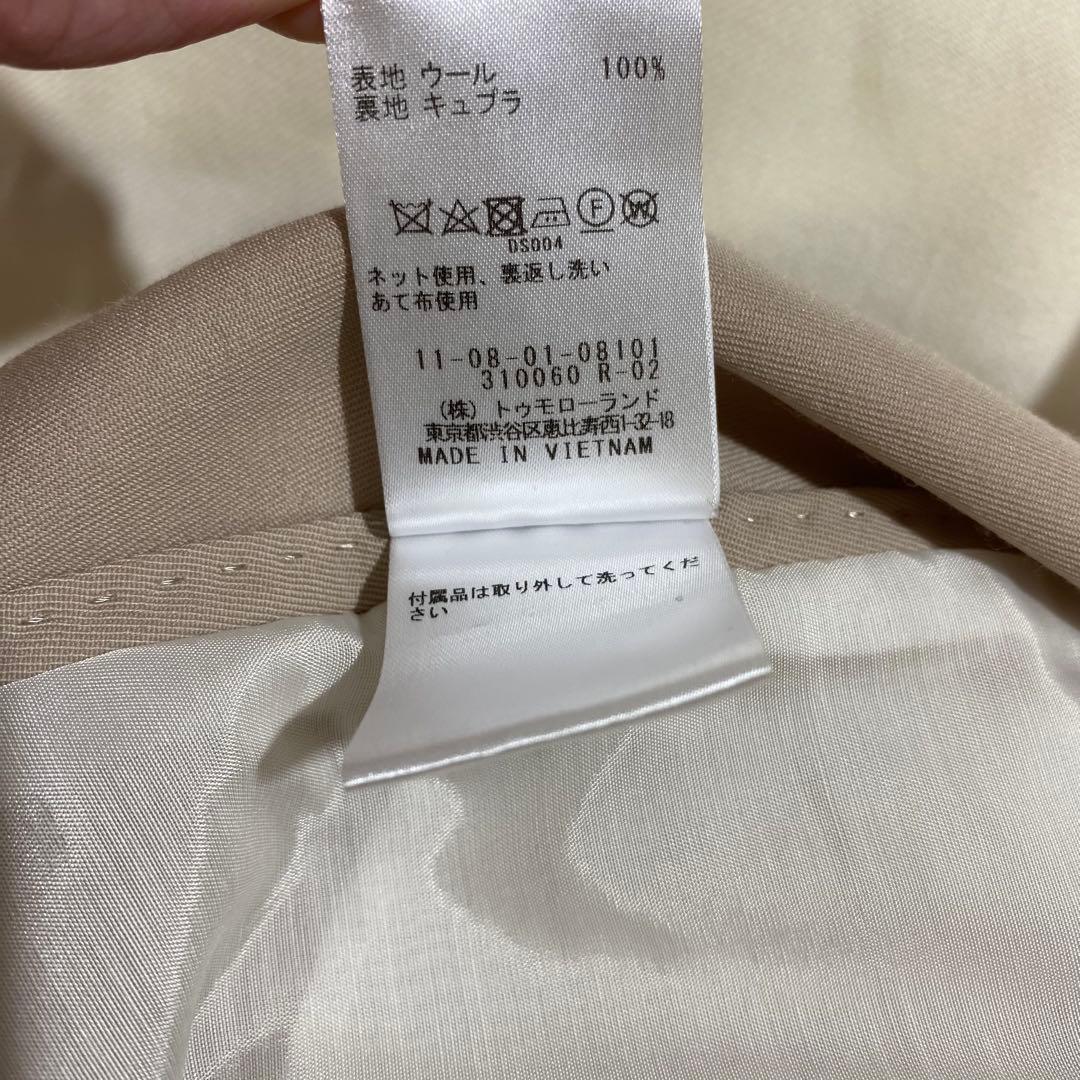 表地 ウール 100%
裏地 キュプラ
F W
DS004
ネット使用、裏返し洗い
あて布使用
11-08-01-08101
310060 R-02
(株) トゥモローランド
東京都渋谷区恵比寿西1-32-18
MADE IN VIETNAM
付属品は取り外して洗ってくだ
さい